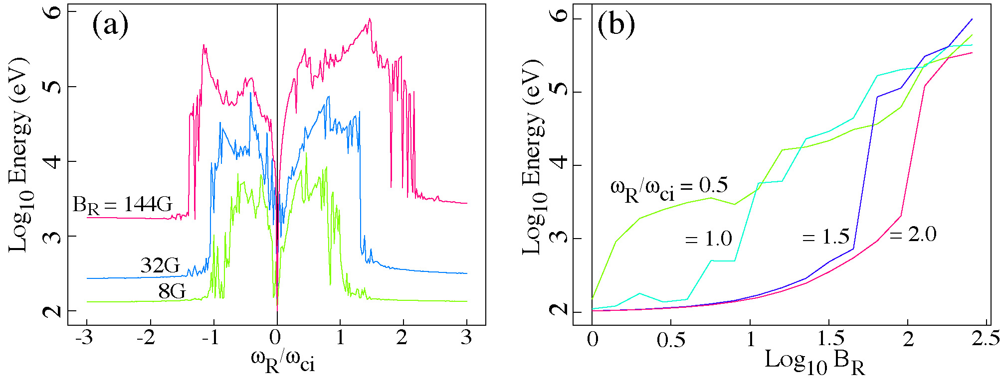 (a)
Log10 Energy (eV)
6
5
4
3
2
BR = 144G
32G
8G
-3 -2 -1 0 1 2 3
ωR/ωci
(b)
Log10 Energy (eV)
6
5
4
3
2
ωR/ωci = 0.5
= 1.0
= 1.5
= 2.0
0 0.5 1 1.5 2 2.5
Log10 BR